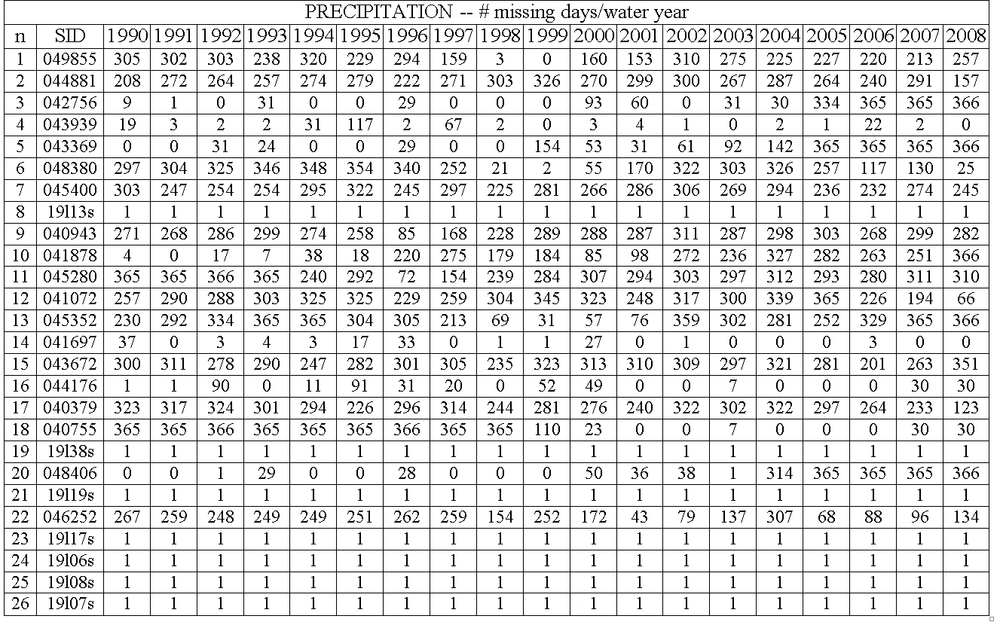 PRECIPITATION -- # missing days/water year
n SID 1990 1991 1992 1993 1994 1995 1996 1997 1998 1999 2000 2001 2002 2003 2004 2005 2006 2007 2008
1 049855 305 302 303 238 320 229 294 159 3 0 160 153 310 275 225 227 220 213 257
2 044881 208 272 264 257 274 279 222 271 303 326 270 299 300 267 287 264 240 291 157
3 042756 9 1 0 31 0 0 29 0 0 0 93 60 0 31 30 334 365 365 366
4 043939 19 3 2 2 31 117 2 67 2 0 3 4 1 0 2 1 22 2 0
5 043369 0 0 31 24 0 0 29 0 0 154 53 31 61 92 142 365 365 365 366
6 048380 297 304 325 346 348 354 340 252 21 2 55 170 322 303 326 257 117 130 25
7 045400 303 247 254 254 295 322 245 297 225 281 266 286 306 269 294 236 232 274 245
8 19l13s 1 1 1 1 1 1 1 1 1 1 1 1 1 1 1 1 1 1 1
9 040943 271 268 286 299 274 258 85 168 228 289 288 287 311 287 298 303 268 299 282
10 041878 4 0 17 7 38 18 220 275 179 184 85 98 272 236 327 282 263 251 366
11 045280 365 365 366 365 240 292 72 154 239 284 307 294 303 297 312 293 280 311 310
12 041072 257 290 288 303 325 325 229 259 304 345 323 248 317 300 339 365 226 194 66
13 045352 230 292 334 365 365 304 305 213 69 31 57 76 359 302 281 252 329 365 366
14 041697 37 0 3 4 3 17 33 0 1 1 27 0 1 0 0 0 3 0 0
15 043672 300 311 278 290 247 282 301 305 235 323 313 310 309 297 321 281 201 263 351
16 044176 1 1 90 0 11 91 31 20 0 52 49 0 0 7 0 0 0 30 30
17 040379 323 317 324 301 294 226 296 314 244 281 276 240 322 302 322 297 264 233 123
18 040755 365 365 366 365 365 365 366 365 365 110 23 0 0 7 0 0 0 30 30
19 19l38s 1 1 1 1 1 1 1 1 1 1 1 1 1 1 1 1 1 1 1
20 048406 0 0 1 29 0 0 28 0 0 0 50 36 38 1 314 365 365 365 366
21 19l19s 1 1 1 1 1 1 1 1 1 1 1 1 1 1 1 1 1 1 1
22 046252 267 259 248 249 249 251 262 259 154 252 172 43 79 137 307 68 88 96 134
23 19l17s 1 1 1 1 1 1 1 1 1 1 1 1 1 1 1 1 1 1 1
24 19l06s 1 1 1 1 1 1 1 1 1 1 1 1 1 1 1 1 1 1 1
25 19l08s 1 1 1 1 1 1 1 1 1 1 1 1 1 1 1 1 1 1 1
26 19l07s 1 1 1 1 1 1 1 1 1 1 1 1 1 1 1 1 1 1 1